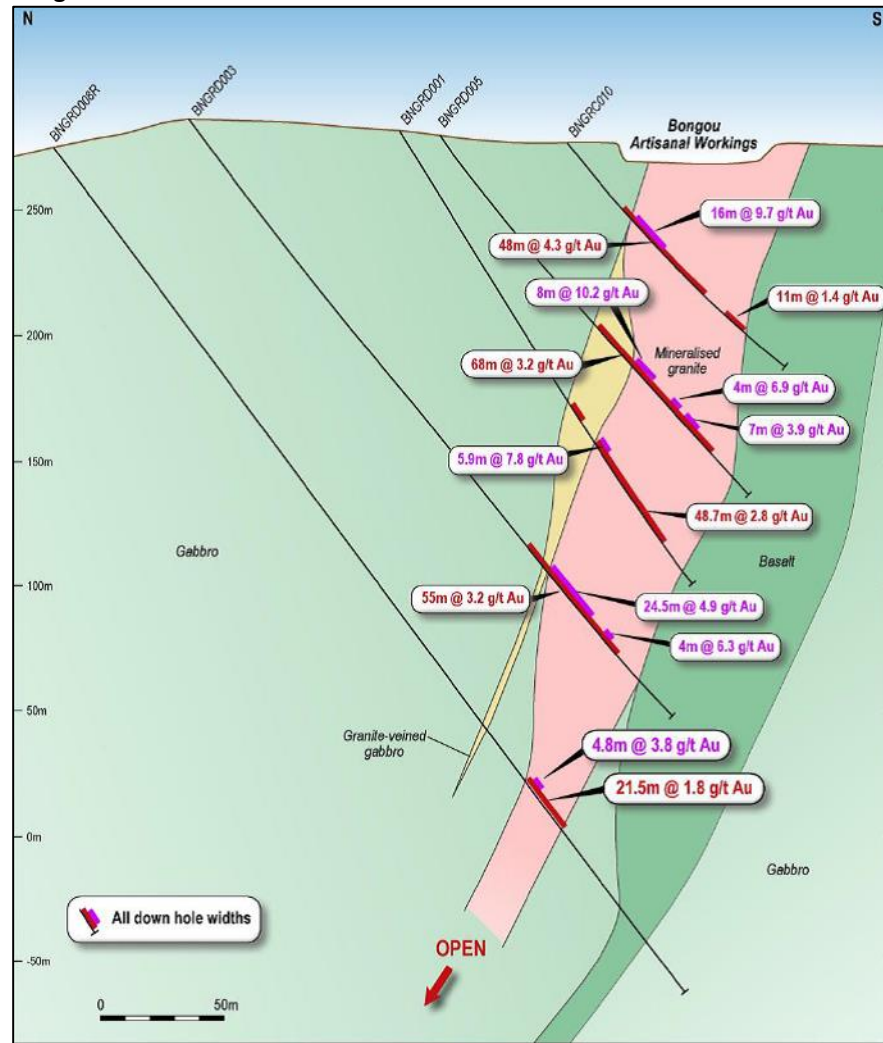 N
S
BNGRD008R
BNGRD003
BNGRD001
BNGRD005
BNGRC010
Bongou
Artisanal Workings
250m
16m @ 9.7 g/t Au
48m @ 4.3 g/t Au
8m @ 10.2 g/t Au
11m @ 1.4 g/t Au
200m
68m @ 3.2 g/t Au
Mineralised
granite
4m @ 6.9 g/t Au
7m @ 3.9 g/t Au
150m
5.9m @ 7.8 g/t Au
48.7m @ 2.8 g/t Au
Gabbro
Basalt
100m
55m @ 3.2 g/t Au
24.5m @ 4.9 g/t Au
4m @ 6.3 g/t Au
50m
Granite-veined
gabbro
4.8m @ 3.8 g/t Au
21.5m @ 1.8 g/t Au
0m
Gabbro
All down hole widths
OPEN
-50m
0
50m